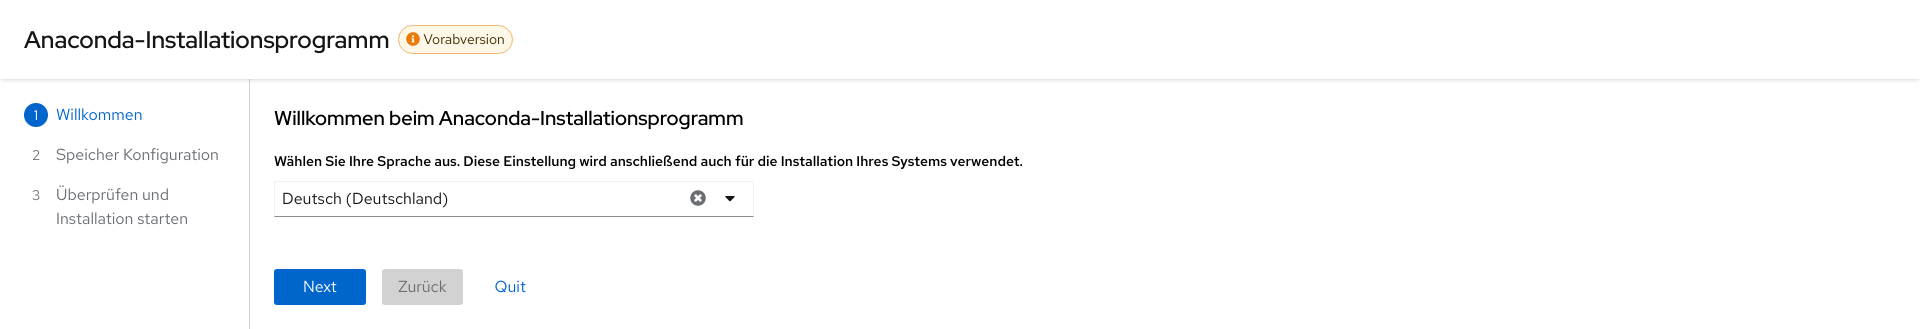 Anaconda-Installationsprogramm
Vorabversion
1 Willkommen
2 Speicher Konfiguration
3 Überprüfen und
Installation starten
Willkommen beim Anaconda-Installationsprogramm
Wählen Sie Ihre Sprache aus. Diese Einstellung wird anschließend auch für die Installation Ihres Systems verwendet.
Deutsch (Deutschland)
Next
Zurück
Quit